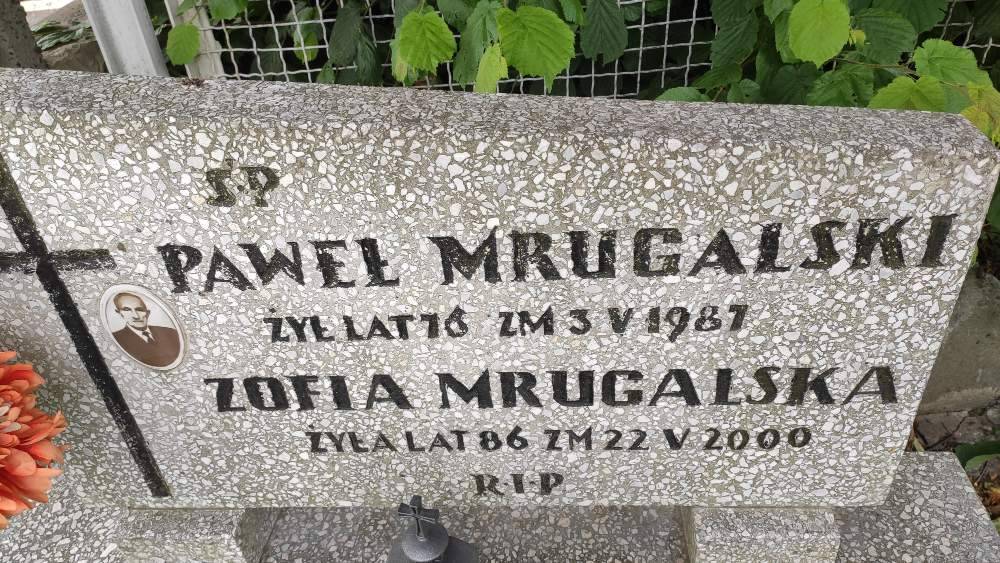 Ś.P
PAWEŁ MRUGALSKI
ŻYŁ LAT 76 ZM 3 V 1987
ZOFIA MRUGALSKA
ŻYŁA LAT 86 ZM 22 V 2000
R.I.P